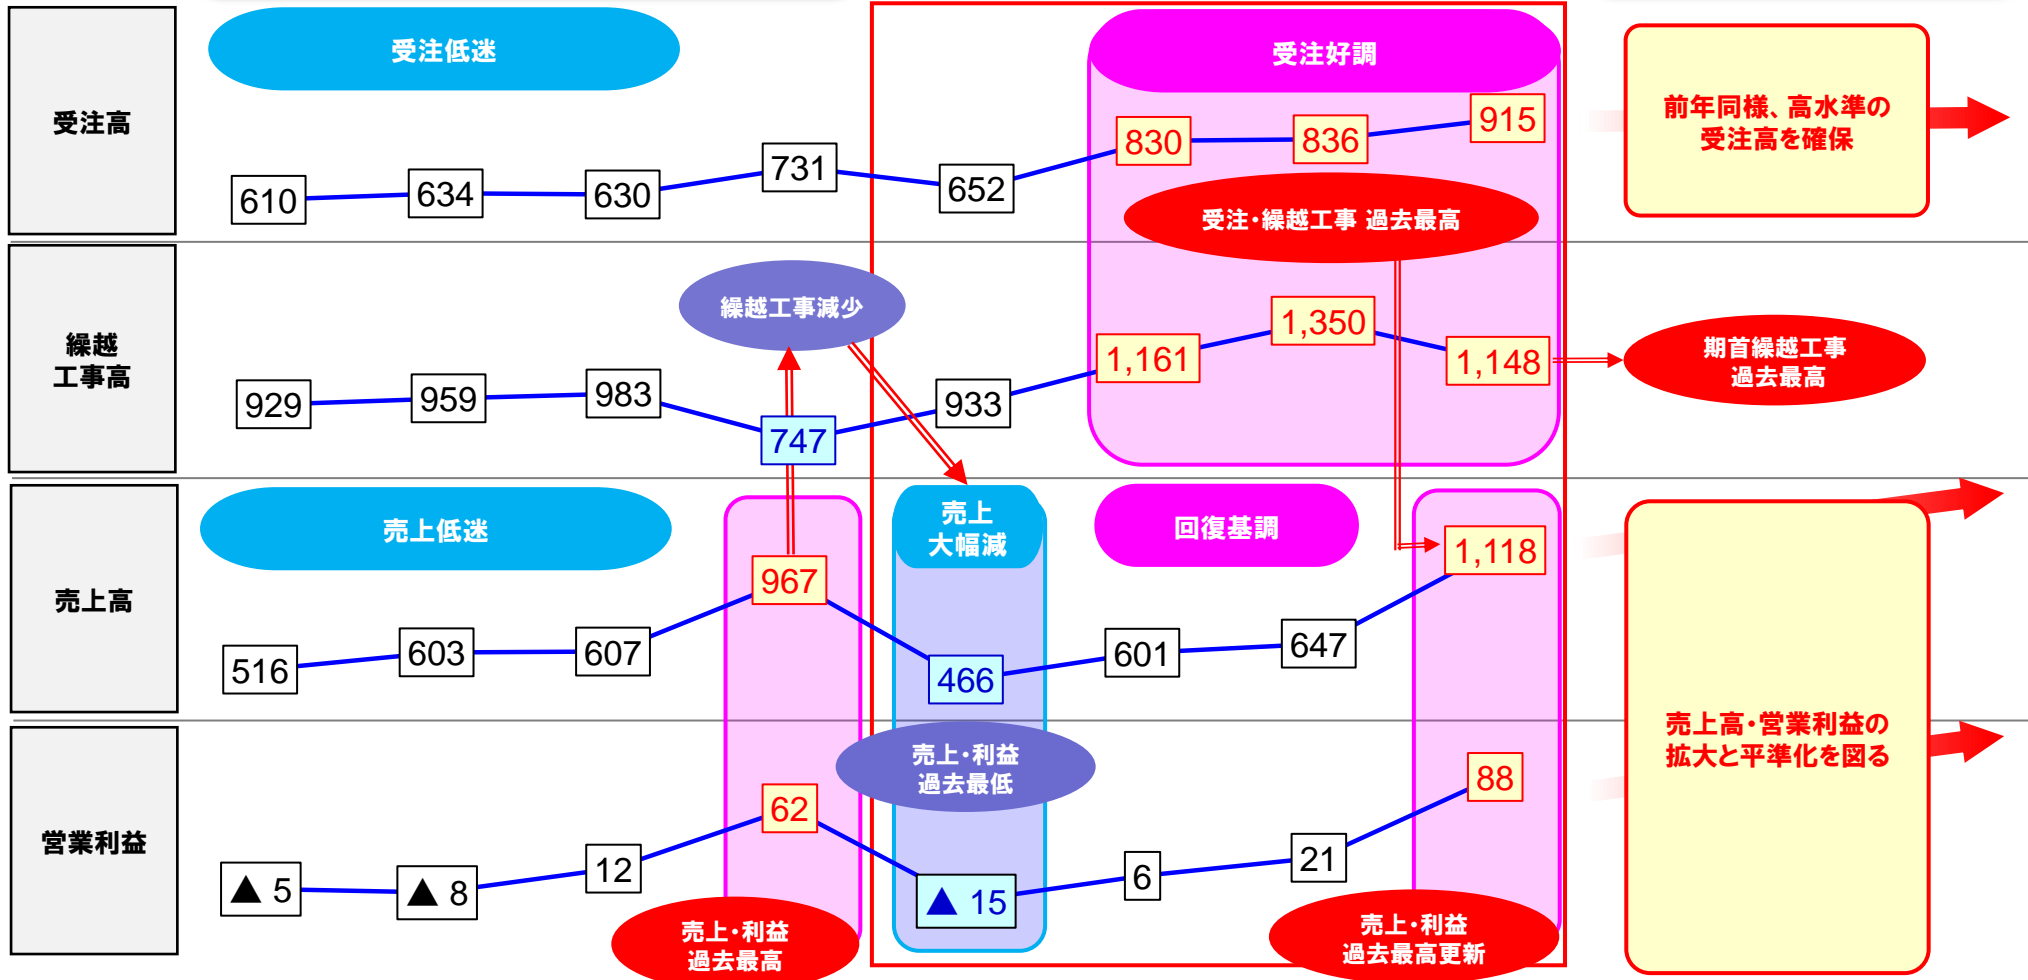 受注高
受注低迷
受注好調
610
634
630
731
652
830
836
915
前年同様、高水準の
受注高を確保
受注・繰越工事 過去最高
繰越
工事高
繰越工事減少
929
959
983
747
933
1,161
1,350
1,148
期首繰越工事
過去最高
売上高
売上低迷
売上
大幅減
回復基調
516
603
607
967
466
601
647
1,118
売上高・営業利益の
拡大と平準化を図る
営業利益
売上・利益
過去最低
▲ 5
▲ 8
12
62
▲ 15
6
21
88
売上・利益
過去最高
売上・利益
過去最高更新